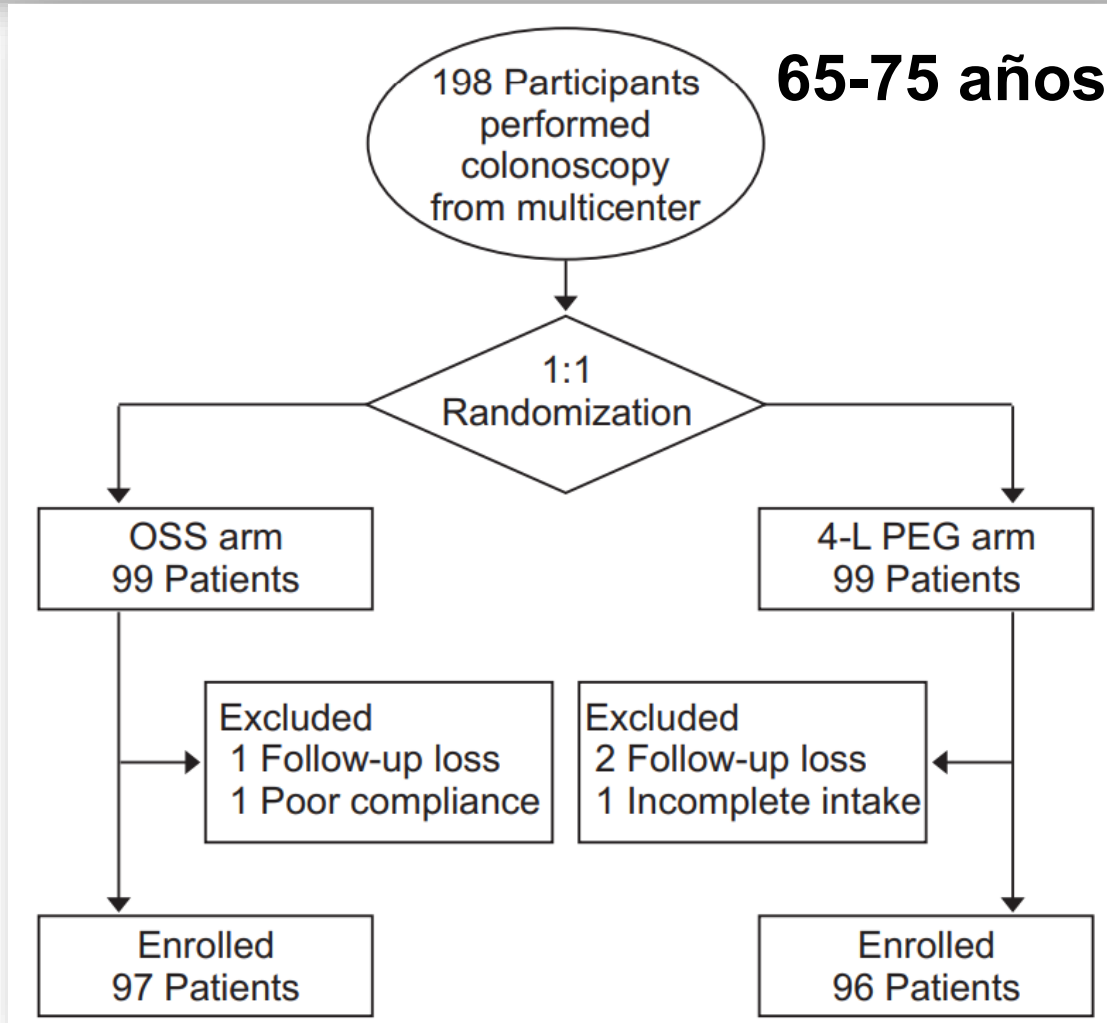 198 Participants
performed
colonoscopy
from multicenter
65-75 años
1:1
Randomization
OSS arm
99 Patients
4-L PEG arm
99 Patients
Excluded
1 Follow-up loss
1 Poor compliance
Excluded
2 Follow-up loss
1 Incomplete intake
Enrolled
97 Patients
Enrolled
96 Patients